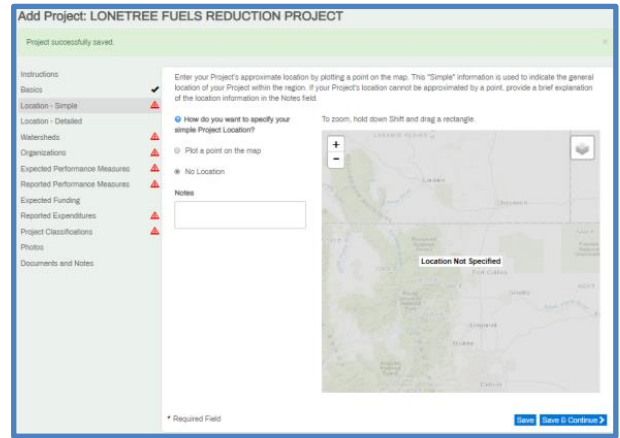 Add Project: LONETREE FUELS REDUCTION PROJECT
Project successfully saved.
×
Instructions
Basics
Location - Simple
Location - Detailed
Watersheds
Organizations
Expected Performance Measures
Reported Performance Measures
Expected Funding
Reported Expenditures
Project Classifications
Photos
Documents and Notes
Enter your Project's approximate location by plotting a point on the map. This "Simple" information is used to indicate the general
location of your Project within the region. If your Project's location cannot be approximated by a point, provide a brief explanation
of the location information in the Notes field.
How do you want to specify your
simple Project Location?
Plot a point on the map
No Location
Notes
To zoom, hold down Shift and drag a rectangle.
+
-
Laramie
Cheyenne
Location Not Specified
Fort Collins
Greeley
Longmont
Boulder
Denver
* Required Field
Save
Save & Continue